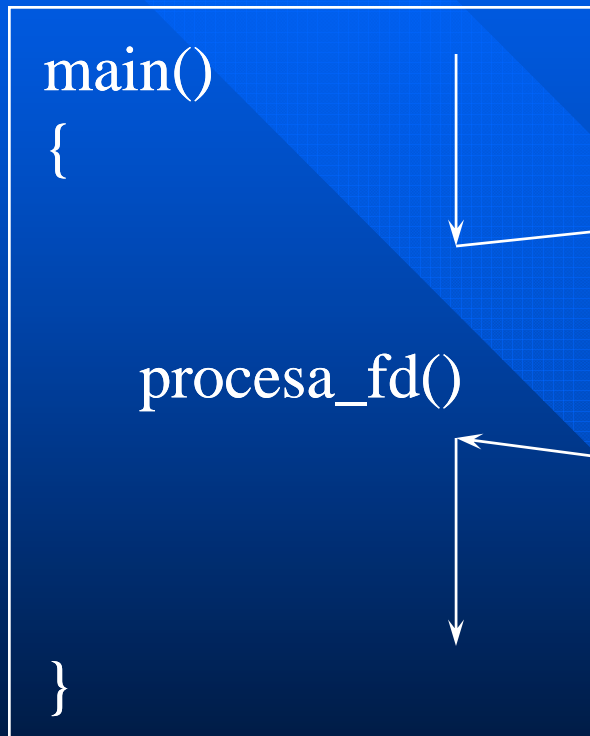 main()
{
procesa_fd()
}